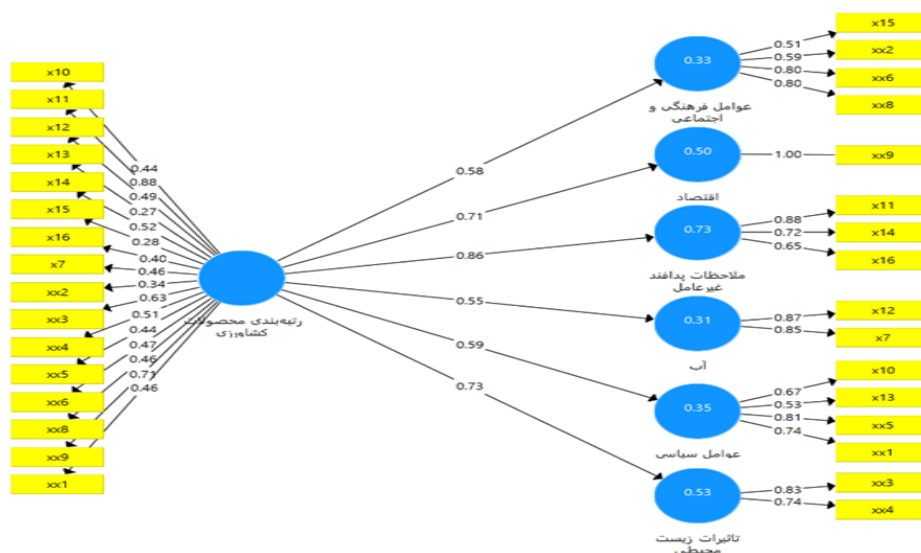 x10
x11
x12
x13
x14
x15
x16
x7
xx2
xx3
xx4
xx5
xx6
xx8
xx9
xx1
0.44
0.88
0.49
0.27
0.52
0.28
0.40
0.46
0.34
0.63
0.51
0.44
0.47
0.46
0.71
0.46
رتبه‌بندی محصولات
کشاورزی
0.58
0.71
0.86
0.55
0.59
0.73
0.33
عوامل فرهنگی و
اجتماعی
0.51
0.59
0.80
0.80
x15
xx2
xx6
xx8
0.50
اقتصاد
1.00
xx9
0.73
ملاحظات پدافند
غیرعامل
0.88
0.72
0.65
x11
x14
x16
0.31
آب
0.87
0.85
x12
x7
0.35
عوامل سیاسی
0.67
0.53
0.81
0.74
x10
x13
xx5
xx1
0.53
تاثیرات زیست
محیطی
0.83
0.74
xx3
xx4